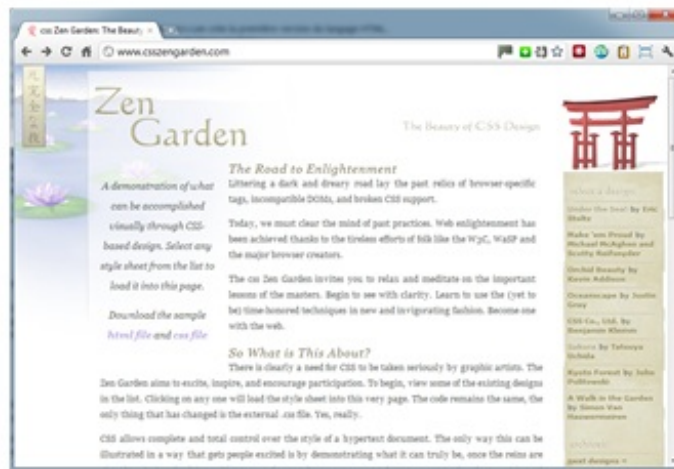 css Zen Garden: The Beauty
www.csszengarden.com
Zen
Garden
The Beauty of CSS Design
A demonstration of what
can be accomplished
visually through CSS-
based design. Select any
style sheet from the list to
load it into this page.
Download the sample
html file and css file
The Road to Enlightenment
Littering a dark and dreary road lay the past relics of browser-specific
tags, incompatible DOMs, and broken CSS support.
Today, we must clear the mind of past practices. Web enlightenment has
been achieved thanks to the tireless efforts of folk like the W3C, WaSP and
the major browser creators.
The css Zen Garden invites you to relax and meditate on the important
lessons of the masters. Begin to see with clarity. Learn to use the (yet to
be) time-honored techniques in new and invigorating fashion. Become one
with the web.
So What is This About?
There is clearly a need for CSS to be taken seriously by graphic artists. The
Zen Garden aims to excite, inspire, and encourage participation. To begin, view some of the existing designs
in the list. Clicking on any one will load the style sheet into this very page. The code remains the same, the
only thing that has changed is the external .css file. Yes, really.
CSS allows complete and total control over the style of a hypertext document. The only way this can be
illustrated in a way that gets people excited is by demonstrating what it can truly be, once the reins are
select a design:
Under the Sea! by Eric
Stoltz
Make 'em Proud by
Michael McAghon and
Scotty Reifsnyder
Orchid Beauty by
Kevin Addison
Oceanscape by Justin
Gray
CSS Co., Ltd. by
Benjamin Klemm
Sakura by Tatsuya
Uchida
Kyoto Forest by John
Politowski
A Walk in the Garden
by Simon Van
Hauwermeiren
archives:
next designs »